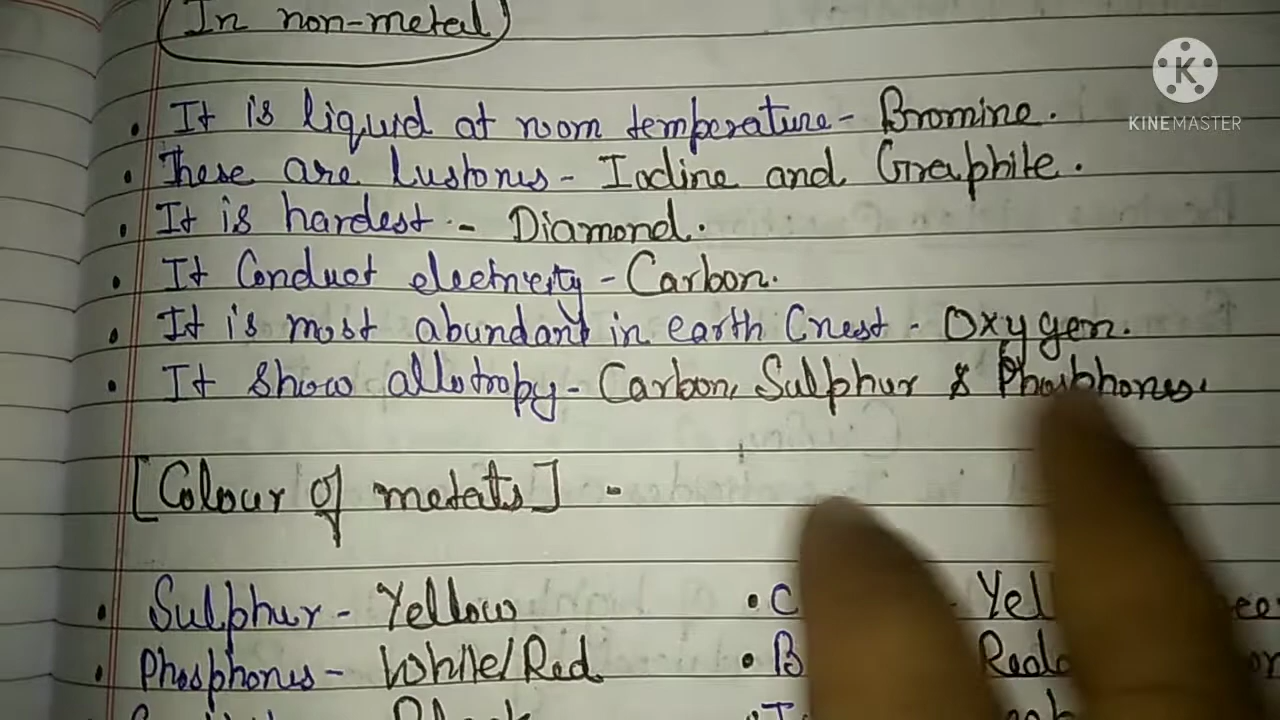 In non-metal
K
KINEMASTER
• It is liquid at room temperature - Bromine.
• These are lustorus - Iodine and Graphite.
• It is hardest :- Diamond.
• It Conduct electricity - Carbon.
• It is most abundant in earth Crest - Oxygen.
• It show allotropy - Carbon, Sulphur & Phosphorus.
[Colour of metals] -
• Sulphur - Yellow
• Phosphorus - White/Red
• C - Yel
• B